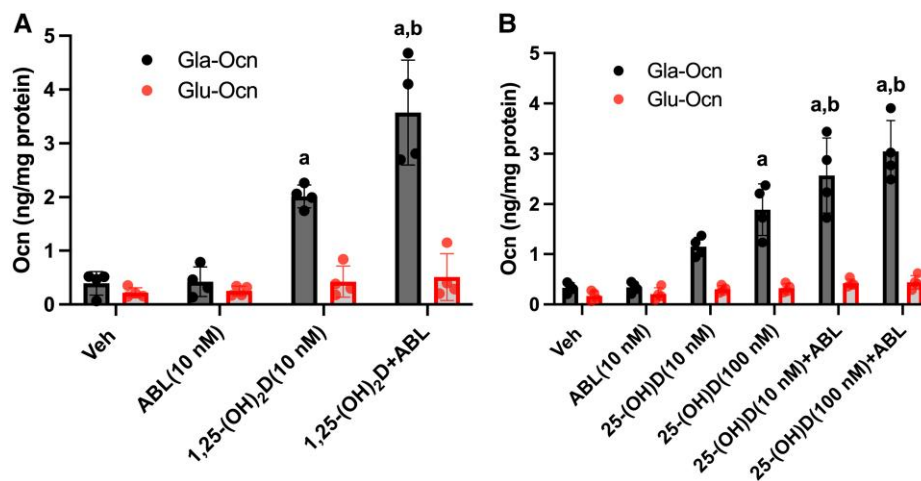 A
Ocn (ng/mg protein)
5
4
3
2
1
0
Gla-Ocn
Glu-Ocn
a
a,b
Veh
ABL(10 nM)
1,25-(OH)₂D(10 nM)
1,25-(OH)₂D+ABL
B
Ocn (ng/mg protein)
5
4
3
2
1
0
Gla-Ocn
Glu-Ocn
a
a,b
a,b
Veh
ABL(10 nM)
25-(OH)D(10 nM)
25-(OH)D(100 nM)
25-(OH)D(10 nM)+ABL
25-(OH)D(100 nM)+ABL